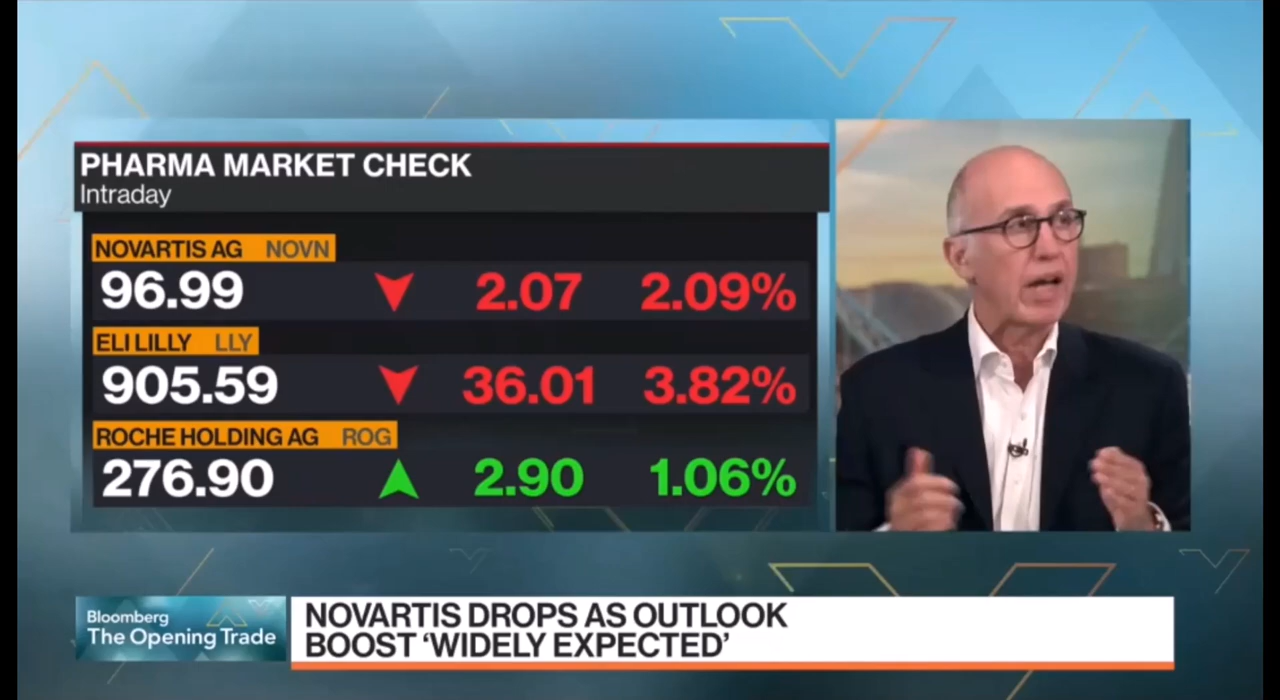 PHARMA MARKET CHECK
Intraday
NOVARTIS AG NOVN
96.99 2.07 2.09%
ELI LILLY LLY
905.59 36.01 3.82%
ROCHE HOLDING AG ROG
276.90 2.90 1.06%
Bloomberg
The Opening Trade
NOVARTIS DROPS AS OUTLOOK
BOOST ‘WIDELY EXPECTED’